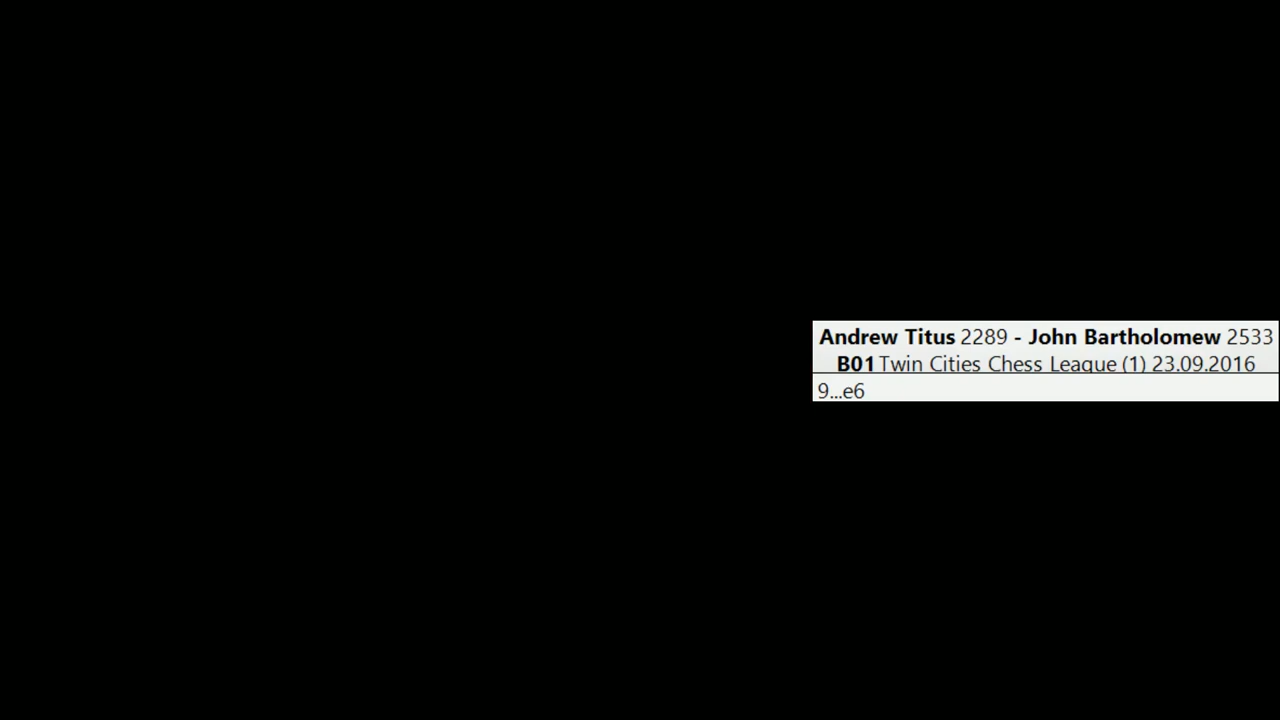 Andrew Titus 2289 - John Bartholomew 2533
B01 Twin Cities Chess League (1) 23.09.2016
9...e6